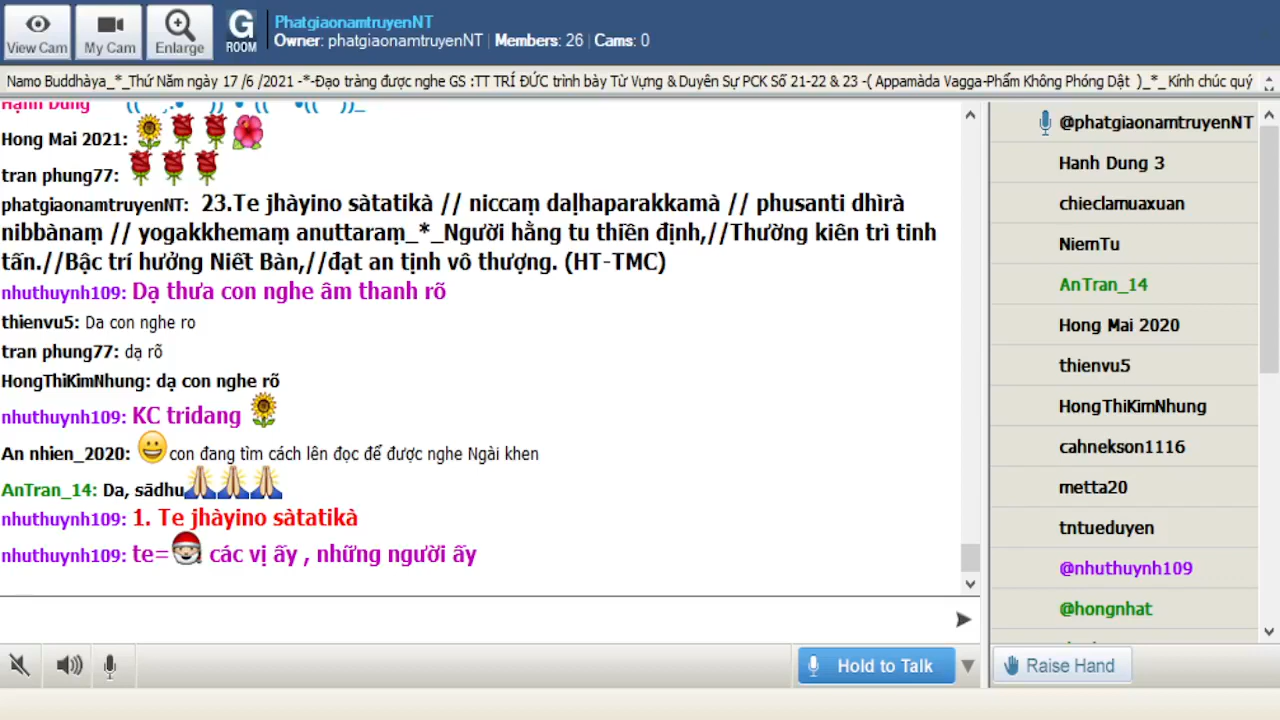 View Cam
My Cam
Enlarge
G
ROOM
PhatgiaonamtruyenNT
Owner: phatgiaonamtruyenNT | Members: 26 | Cams: 0
Namo Buddhàya_*_Thứ Năm ngày 17 /6 /2021 -*-Đạo tràng được nghe GS :TT TRÍ ĐỨC trình bày Từ Vựng & Duyên Sự PCK Số 21-22 & 23 -( Appamàda Vagga-Phẩm Không Phóng Dật )_*_Kính chúc quý
Hạnh Dung
Hong Mai 2021: 🌻🌹🌹🌺
tran phung77: 🌹🌹🌹
phatgiaonamtruyenNT: 23.Te jhàyino sàtatikà // niccaṃ daḷhaparakkamà // phusanti dhìrà
nibbànaṃ // yogakkhemaṃ anuttaraṃ_*_Người hằng tu thiền định,//Thường kiên trì tinh
tấn.//Bậc trí hưởng Niết Bàn,//đạt an tịnh vô thượng. (HT-TMC)
nhuthuynh109: Dạ thưa con nghe âm thanh rõ
thienvu5: Da con nghe ro
tran phung77: dạ rõ
HongThiKimNhung: dạ con nghe rõ
nhuthuynh109: KC tridang 🌻
An nhien_2020: 😀con đang tìm cách lên đọc để được nghe Ngài khen
AnTran_14: Da, sādhu🙏🙏🙏
nhuthuynh109: 1. Te jhàyino sàtatikà
nhuthuynh109: te=🎅 các vị ấy , những người ấy
@phatgiaonamtruyenNT
Hanh Dung 3
chieclamuaxuan
NiemTu
AnTran_14
Hong Mai 2020
thienvu5
HongThiKimNhung
cahnekson1116
metta20
tntueduyen
@nhuthuynh109
@hongnhat
Hold to Talk
Raise Hand